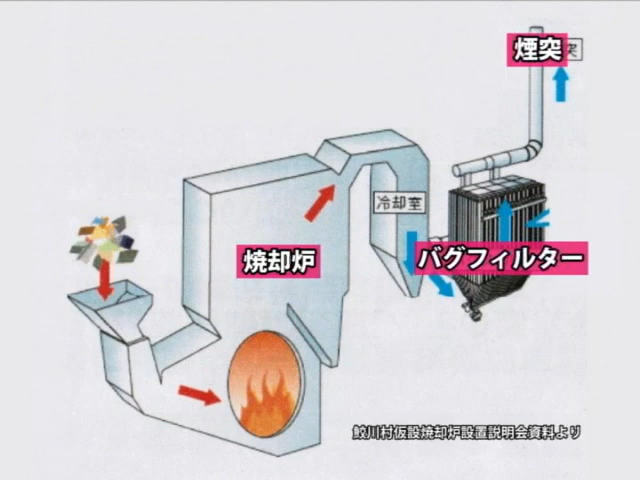 煙突
突
冷却室
焼却炉
バグフィルター
鮫川村仮設焼却炉設置説明会資料より